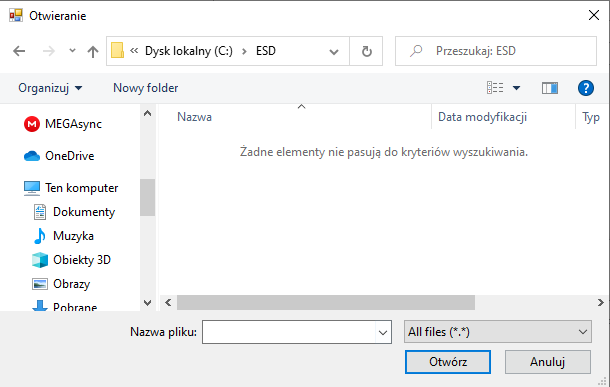 Otwieranie
« Dysk lokalny (C:) › ESD
Przeszukaj: ESD
Organizuj
Nowy folder
?
Nazwa
Data modyfikacji
Typ
MEGAsync
OneDrive
Ten komputer
Dokumenty
Muzyka
Obiekty 3D
Obrazy
Pobrane
Żadne elementy nie pasują do kryteriów wyszukiwania.
Nazwa pliku:
All files (*.*)
Otwórz
Anuluj